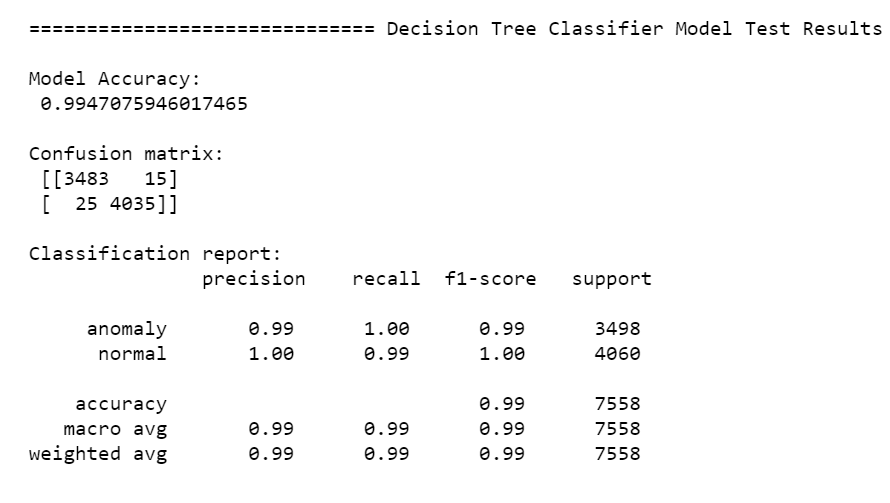 ============================== Decision Tree Classifier Model Test Results
Model Accuracy:
0.9947075946017465
Confusion matrix:
[[3483   15]
[  25 4035]]
Classification report:
precision    recall  f1-score   support
anomaly       0.99      1.00      0.99      3498
normal       1.00      0.99      1.00      4060
accuracy                           0.99      7558
macro avg       0.99      0.99      0.99      7558
weighted avg       0.99      0.99      0.99      7558